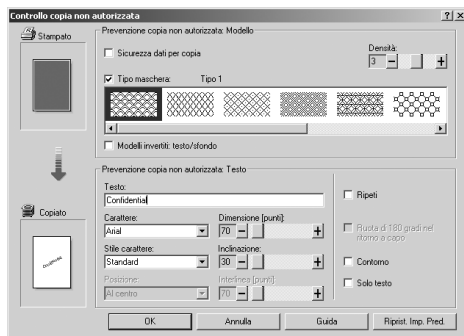 Controllo copia non autorizzata
Stampato
Copiato
Confidential
Prevenzione copia non autorizzata: Modello
Sicurezza dati per copia
Densità:
3
Tipo maschera: Tipo 1
Modelli invertiti: testo/sfondo
Prevenzione copia non autorizzata: Testo
Testo:
Confidential
Carattere:
Arial
Dimensione [punti]:
70
Stile carattere:
Standard
Inclinazione:
30
Posizione:
Al centro
Interlinea [punti]:
70
Ripeti
Ruota di 180 gradi nel
ritorno a capo
Contorno
Solo testo
OK
Annulla
Guida
Riprist. Imp. Pred.